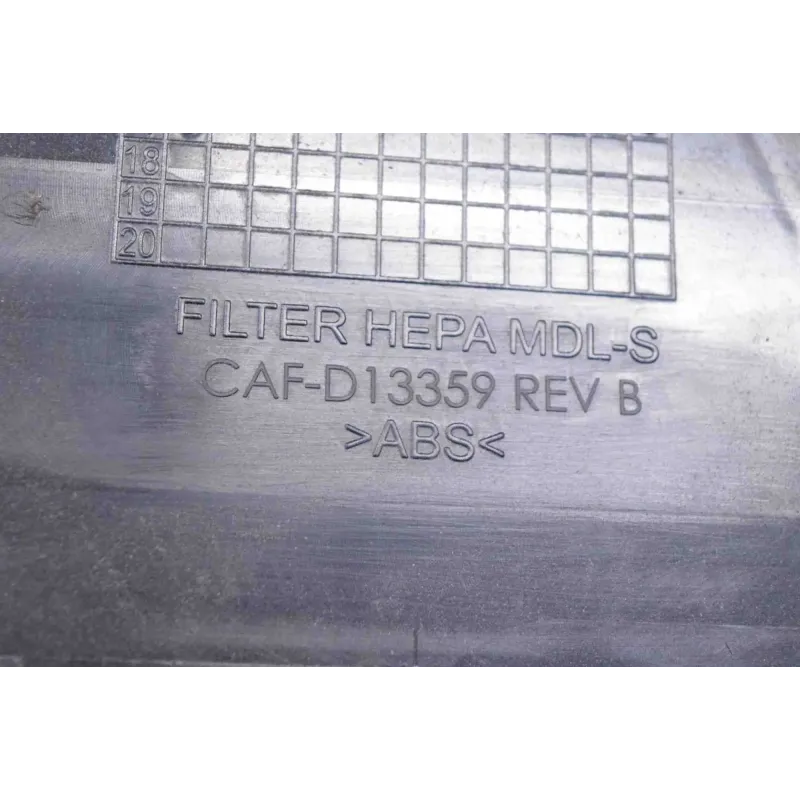 18
19
20
FILTER HEPA MDL-S
CAF-D13359 REV B
>ABS<